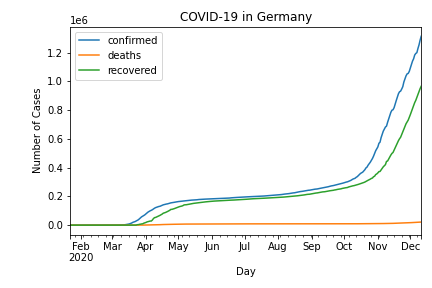 COVID-19 in Germany
1e6
confirmed
deaths
recovered
1.2
1.0
0.8
0.6
0.4
0.2
0.0
Number of Cases
Feb Mar Apr May Jun Jul Aug Sep Oct Nov Dec
2020
Day